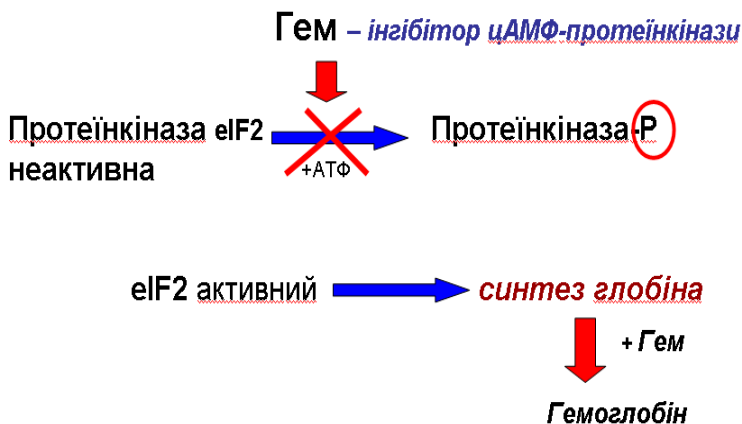 Гем – інгібітор цАМФ-протеїнкінази
Протеїнкіназа eIF2
неактивна
+АТФ
Протеїнкіназа-Р
eIF2 активний
синтез глобіна
+ Гем
Гемоглобін